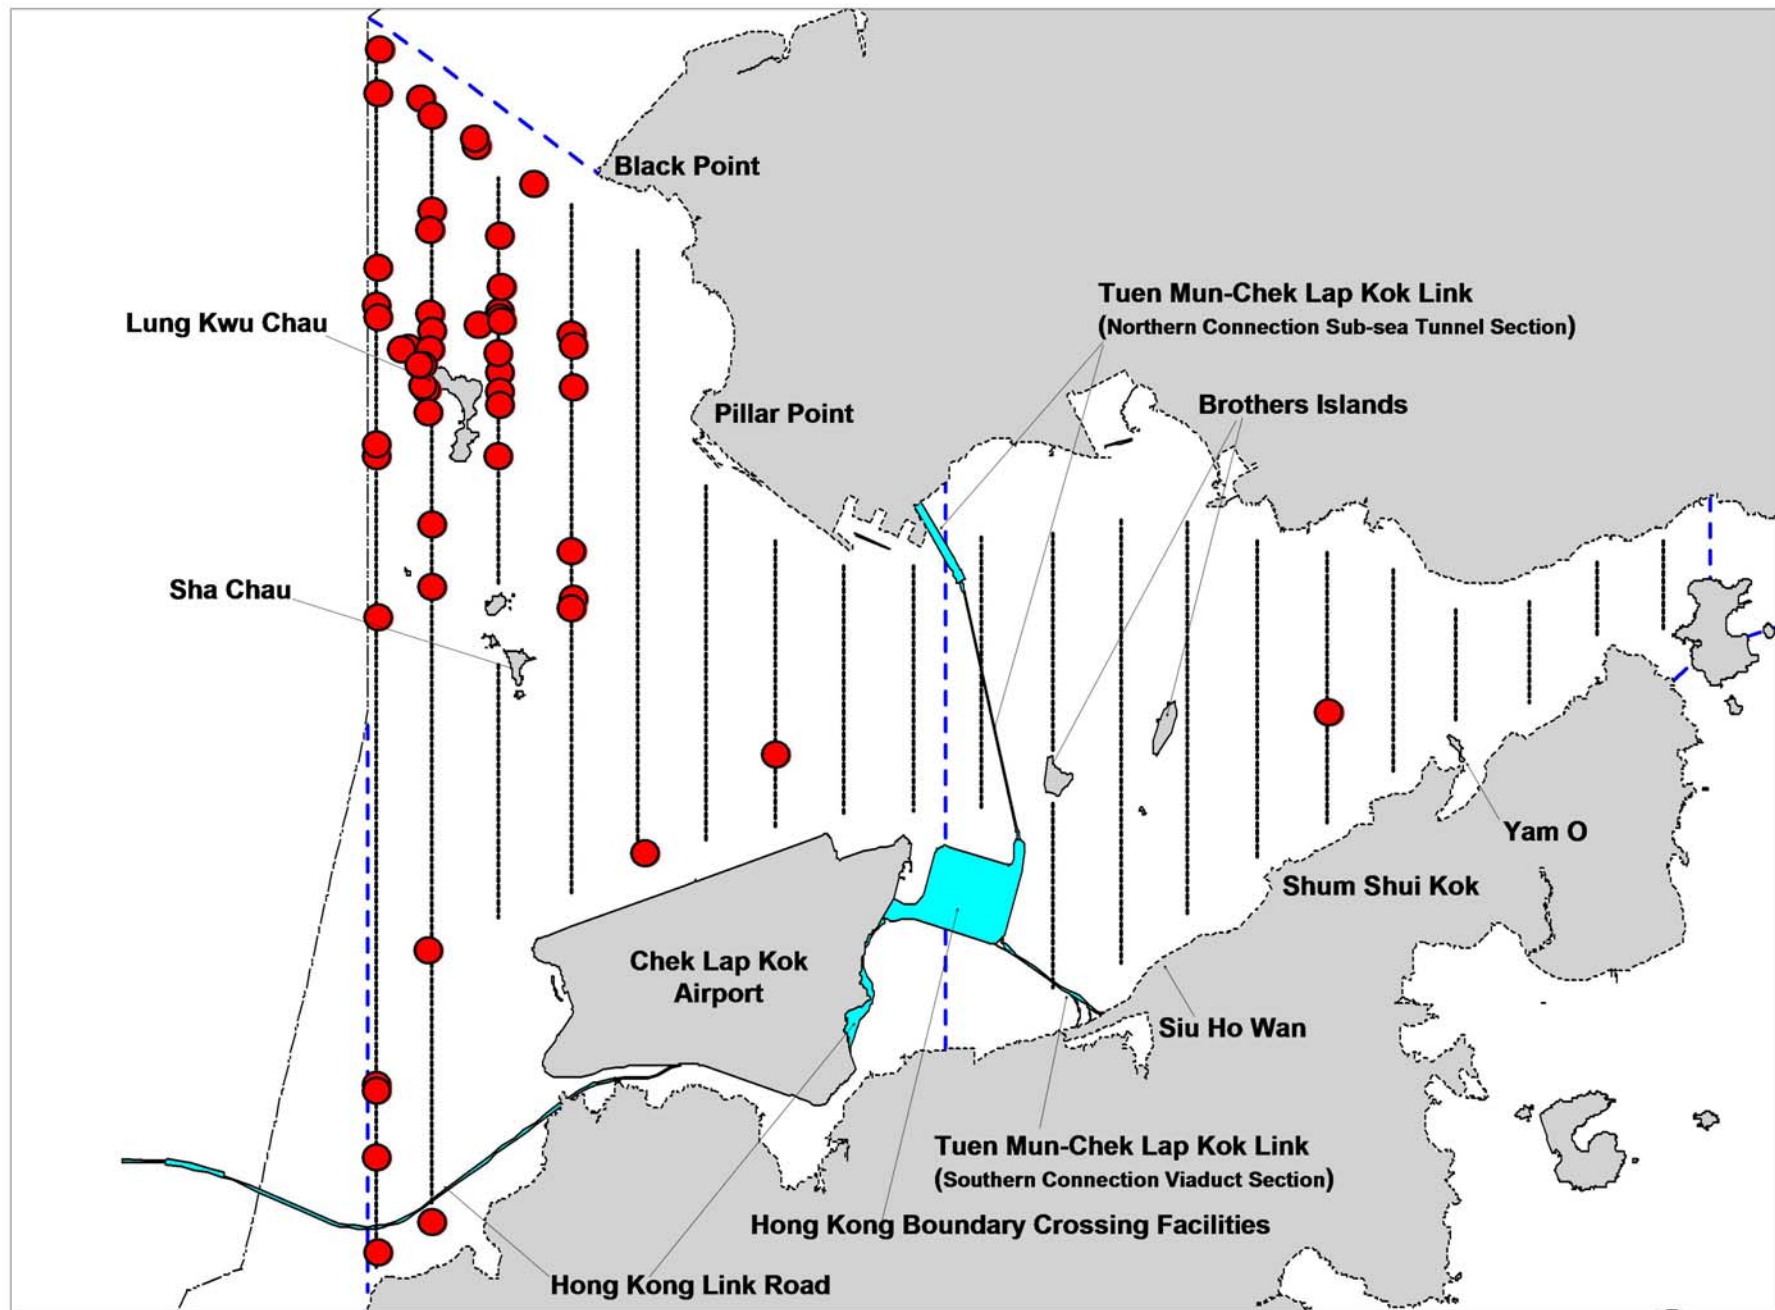 Black Point
Tuen Mun-Chek Lap Kok Link
(Northern Connection Sub-sea Tunnel Section)
Lung Kwu Chau
Brothers Islands
Pillar Point
Sha Chau
Yam O
Shum Shui Kok
Chek Lap Kok
Airport
Siu Ho Wan
Tuen Mun-Chek Lap Kok Link
(Southern Connection Viaduct Section)
Hong Kong Boundary Crossing Facilities
Hong Kong Link Road